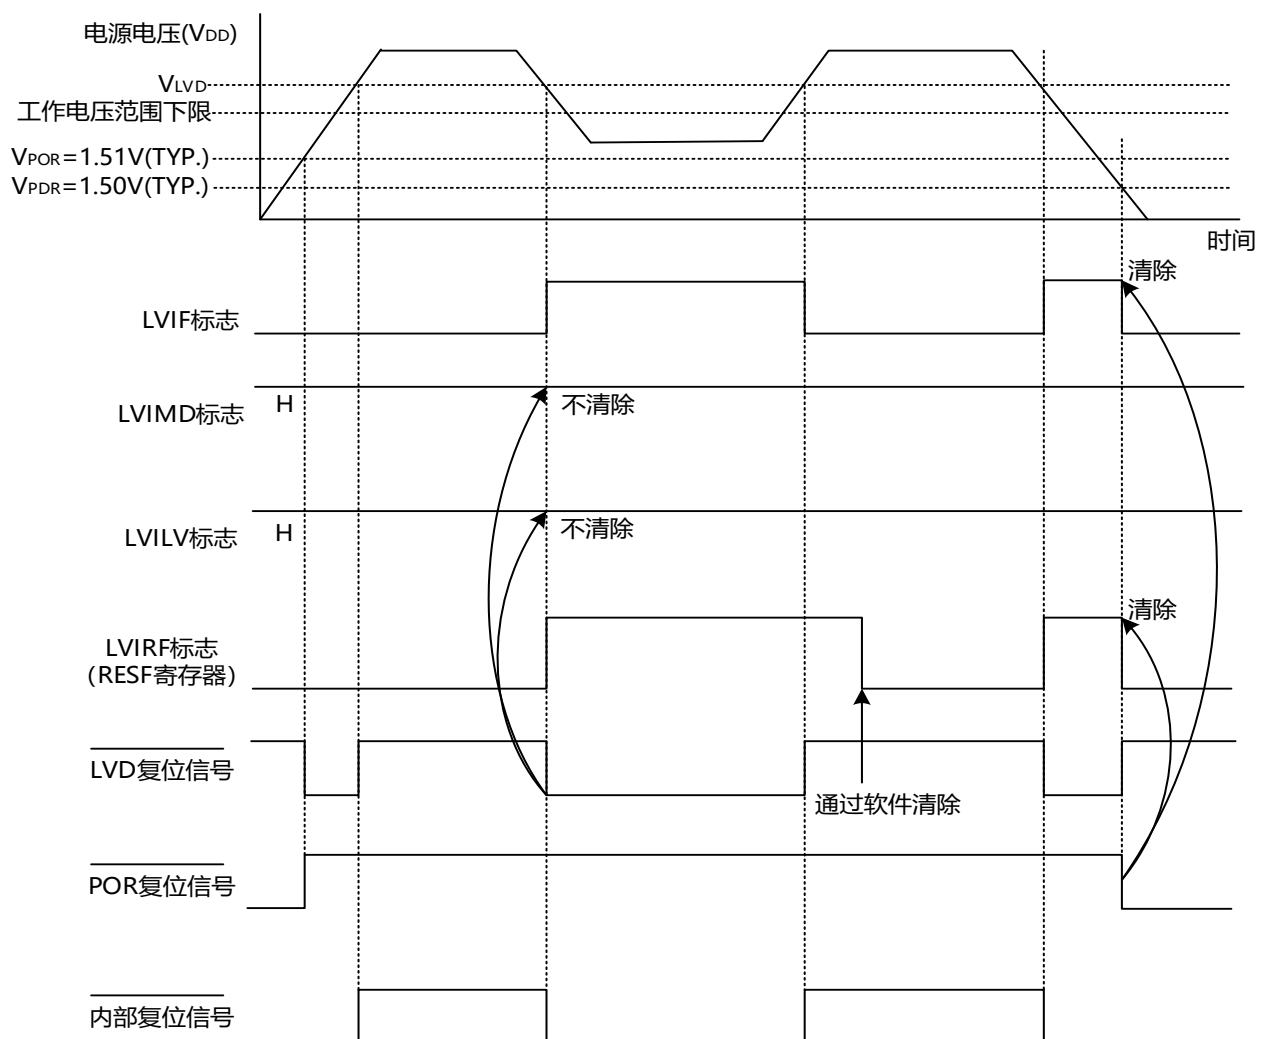 电源电压(VDD)
VLVD
工作电压范围下限
VPOR=1.51V(TYP.)
VPDR=1.50V(TYP.)
时间
清除
LVIF标志
H
不清除
LVIMD标志
H
不清除
LVILV标志
清除
LVIRF标志
(RESF寄存器)
LVD复位信号
通过软件清除
POR复位信号
内部复位信号